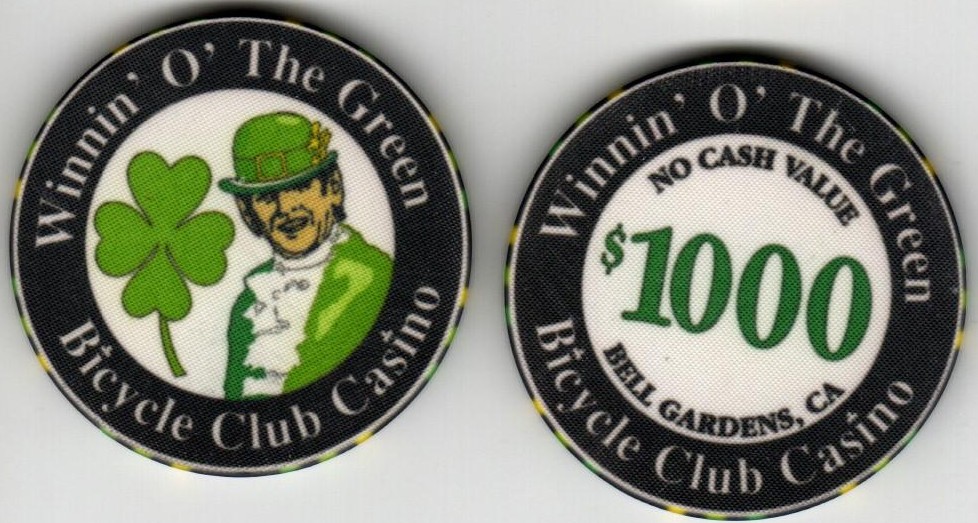 Winnin' O' The Green
Bicycle Club Casino
Winnin' O' The Green
NO CASH VALUE
$1000
BELL GARDENS, CA
Bicycle Club Casino